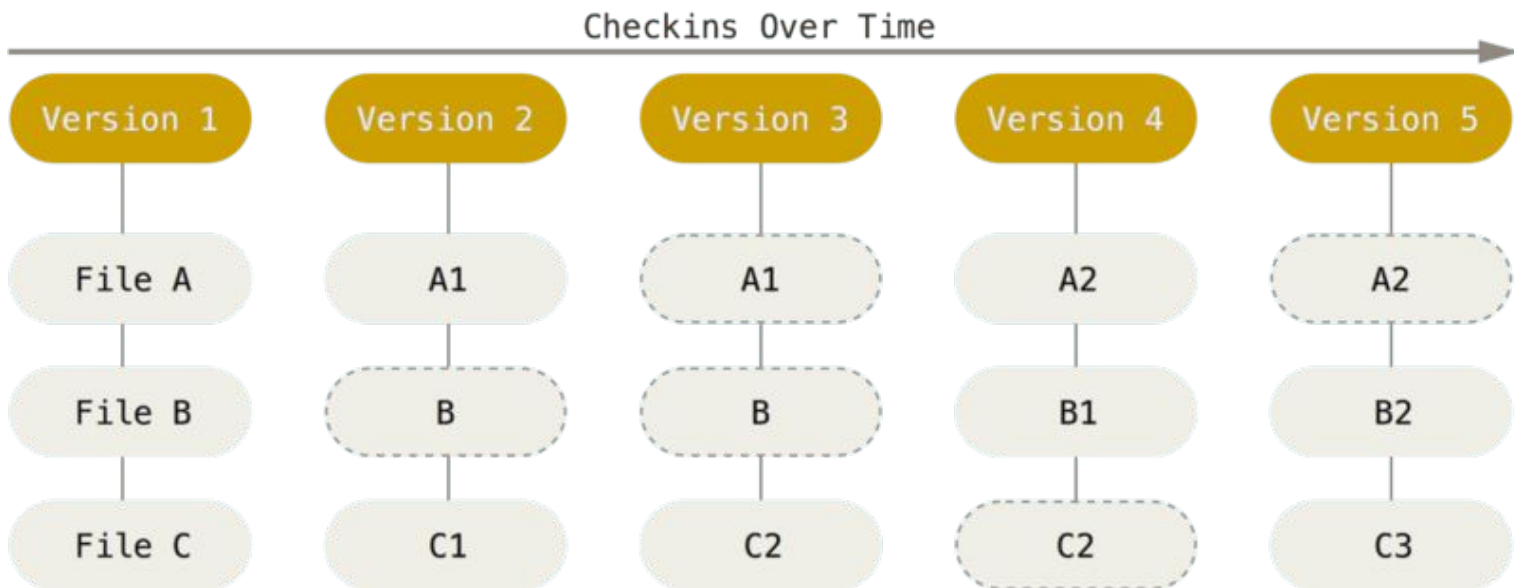 Checkins Over Time
Version 1 Version 2 Version 3 Version 4 Version 5
File A A1 A1 A2 A2
File B B B B1 B2
File C C1 C2 C2 C3